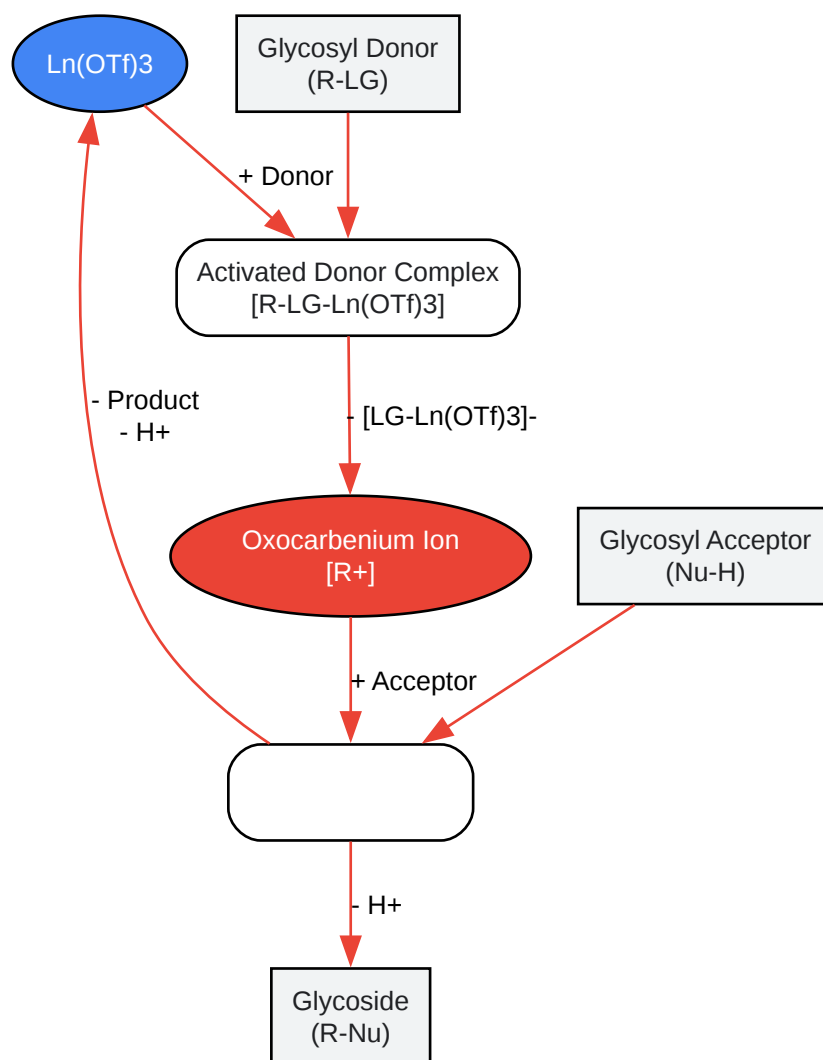 Ln(OTf)3
Glycosyl Donor
(R-LG)
+ Donor
Activated Donor Complex
[R-LG-Ln(OTf)3]
- Product
- H+
- [LG-Ln(OTf)3]-
Oxocarbenium Ion
[R+]
Glycosyl Acceptor
(Nu-H)
+ Acceptor
- H+
Glycoside
(R-Nu)